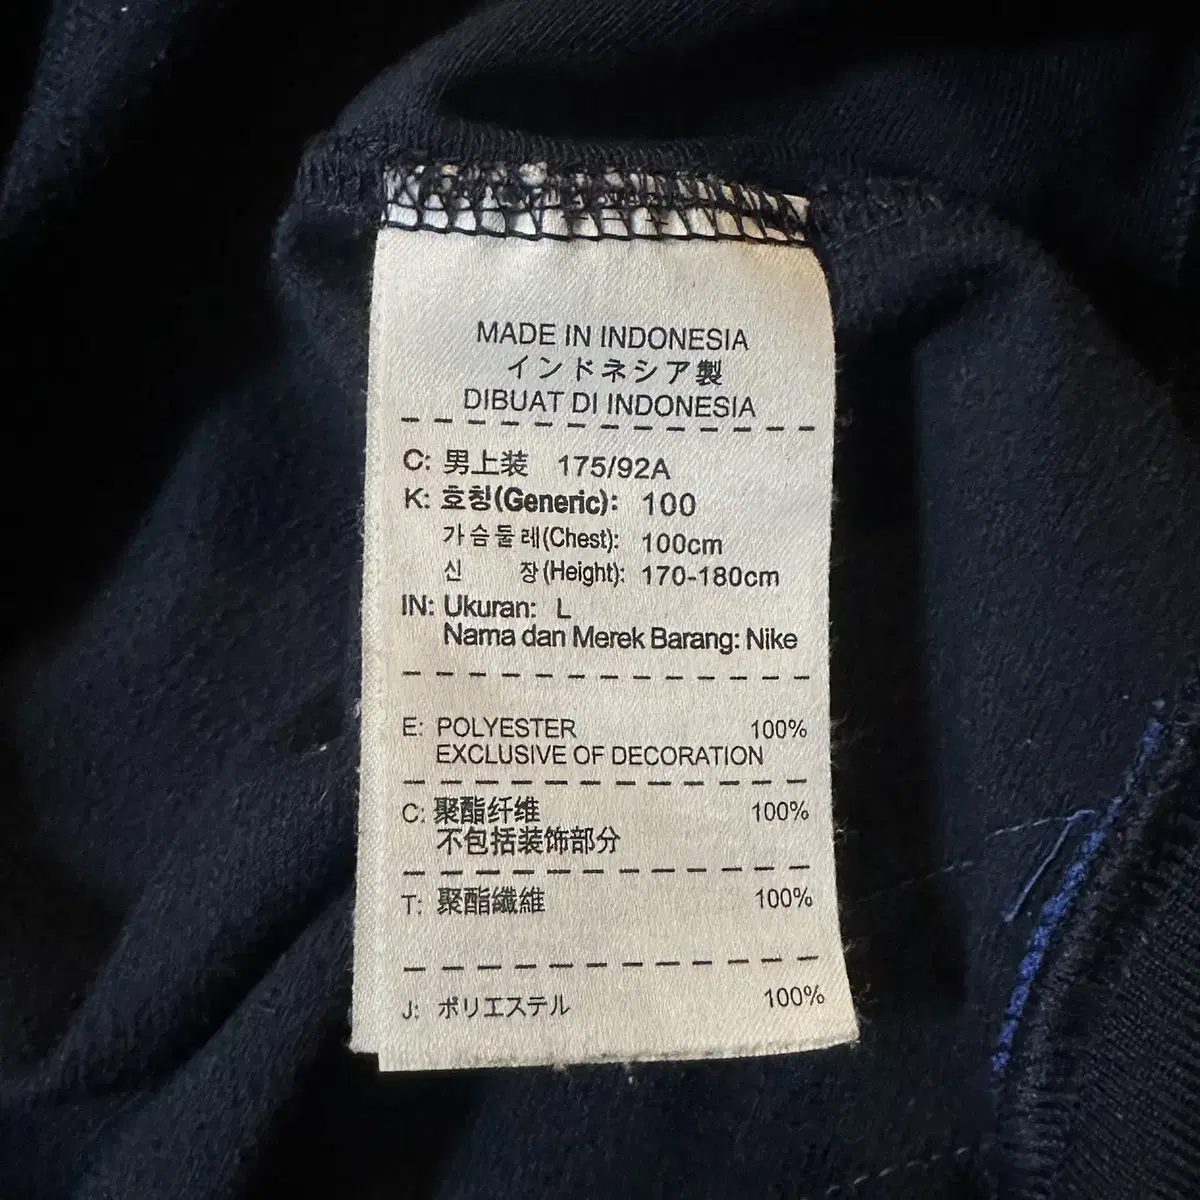 MADE IN INDONESIA
インドネシア製
DIBUAT DI INDONESIA
C: 男上装 175/92A
K: 호칭(Generic): 100
가슴둘레(Chest): 100cm
신 장(Height): 170-180cm
IN: Ukuran: L
Nama dan Merek Barang: Nike
E: POLYESTER 100%
EXCLUSIVE OF DECORATION
C: 聚酯纤维 100%
不包括装饰部分
T: 聚酯纖維 100%
J: ポリエステル 100%